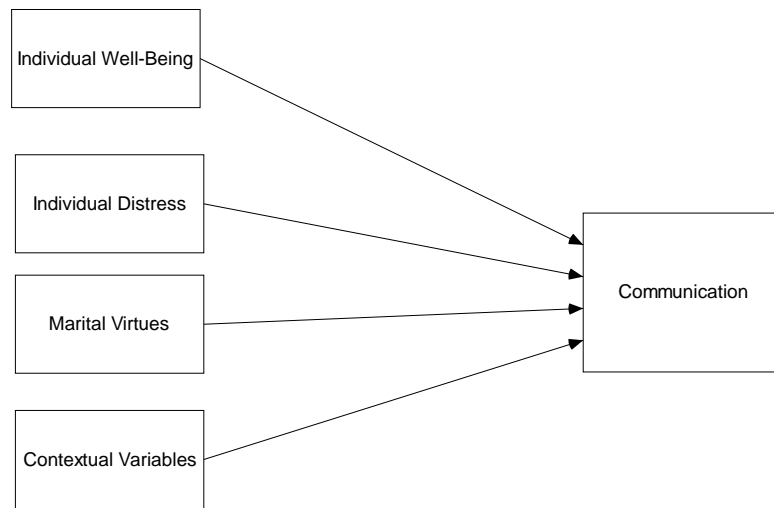 Individual Well-Being
Individual Distress
Marital Virtues
Contextual Variables
Communication